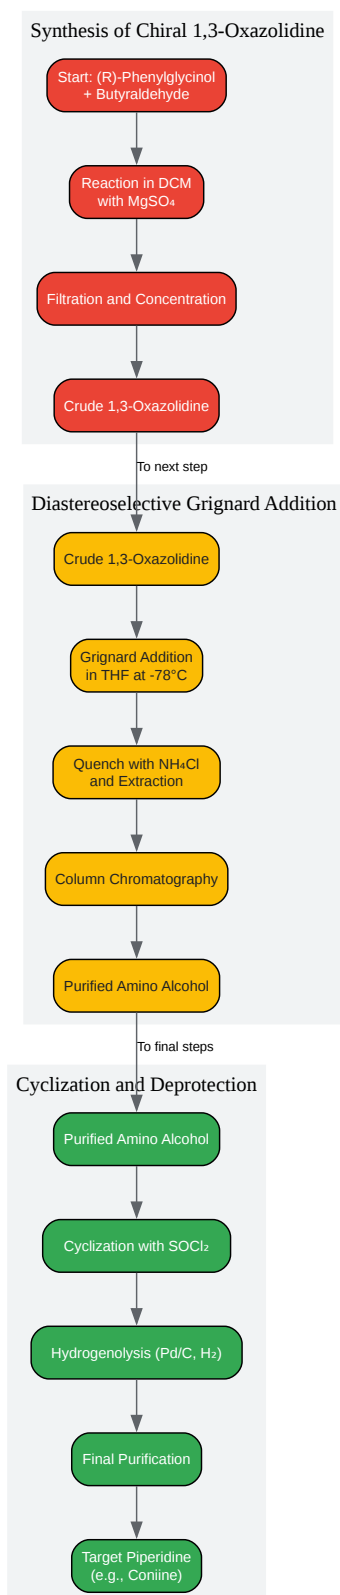 Synthesis of Chiral 1,3-Oxazolidine
Start: (R)-Phenylglycinol
+ Butyraldehyde
Reaction in DCM
with MgSO₄
Filtration and Concentration
Crude 1,3-Oxazolidine
To next step
Diastereoselective Grignard Addition
Crude 1,3-Oxazolidine
Grignard Addition
in THF at -78°C
Quench with NH₄Cl
and Extraction
Column Chromatography
Purified Amino Alcohol
To final steps
Cyclization and Deprotection
Purified Amino Alcohol
Cyclization with SOCl₂
Hydrogenolysis (Pd/C, H₂)
Final Purification
Target Piperidine
(e.g., Coniine)